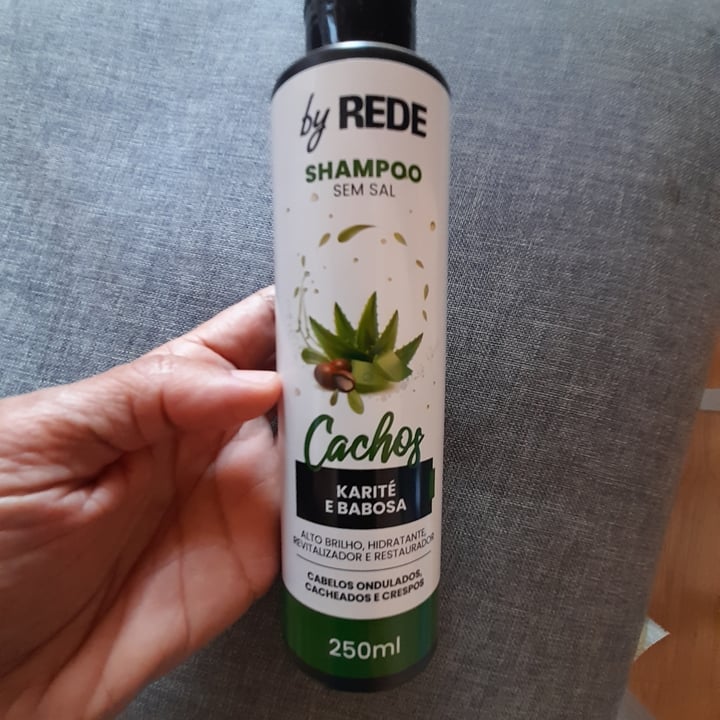 by REDE
SHAMPOO
SEM SAL
Cachos
KARITÉ
E BABOSA
ALTO BRILHO, HIDRATANTE,
REVITALIZADOR E RESTAURADOR
CABELOS ONDULADOS,
CACHEADOS E CRESPOS
250ml